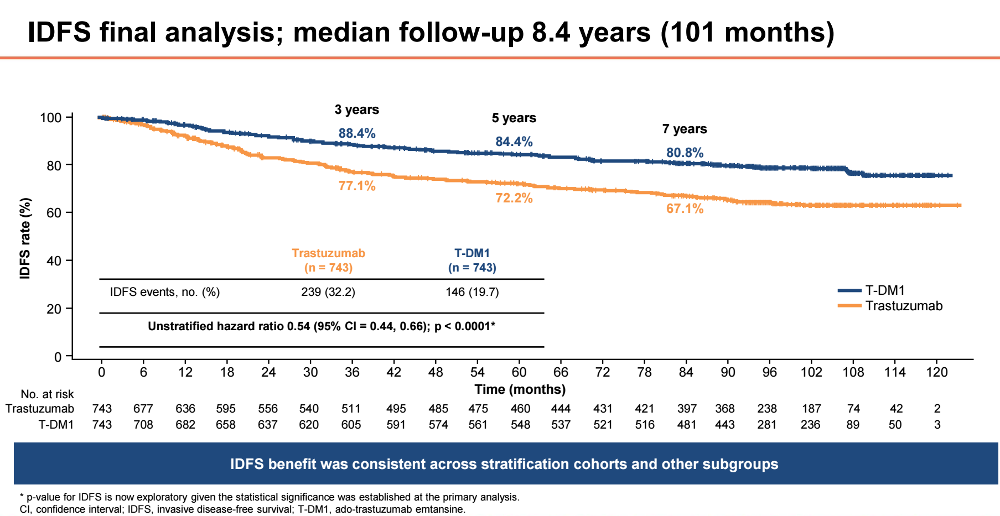 IDFS final analysis; median follow-up 8.4 years (101 months)
3 years
5 years
7 years
88.4%
84.4%
80.8%
77.1%
72.2%
67.1%
IDFS rate (%)
100
80
60
40
20
0
Trastuzumab T-DM1
(n = 743) (n = 743)
IDFS events, no. (%) 239 (32.2) 146 (19.7)
Unstratified hazard ratio 0.54 (95% CI = 0.44, 0.66); p < 0.0001*
T-DM1
Trastuzumab
0 6 12 18 24 30 36 42 48 54 60 66 72 78 84 90 96 102 108 114 120
Time (months)
No. at risk
Trastuzumab 743 677 636 595 556 540 511 495 485 475 460 444 431 421 397 368 238 187 74 42 2
T-DM1 743 708 682 658 637 620 605 591 574 561 548 537 521 516 481 443 281 236 89 50 3
IDFS benefit was consistent across stratification cohorts and other subgroups
* p-value for IDFS is now exploratory given the statistical significance was established at the primary analysis.
CI, confidence interval; IDFS, invasive disease-free survival; T-DM1, ado-trastuzumab emtansine.